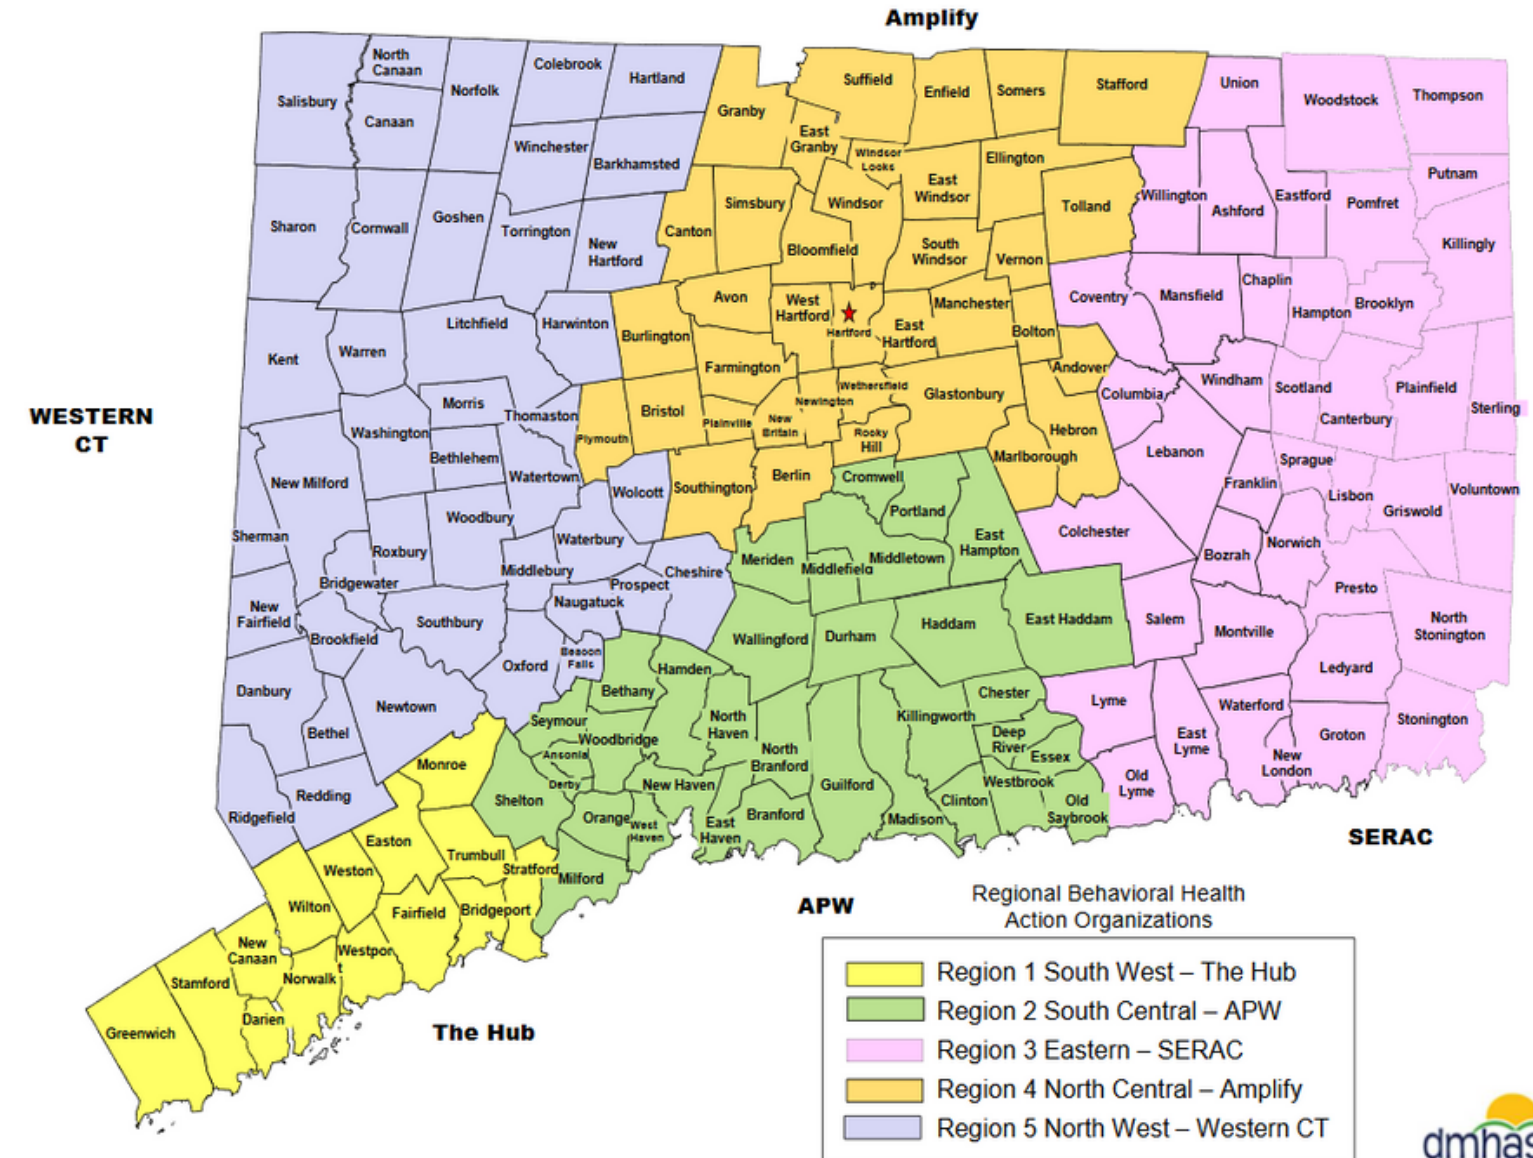 Amplify
North
Canaan
Colebrook
Hartland
Salisbury
Norfolk
Canaan
Winchester
Barkhamsted
Granby
Suffield
Enfield
Somers
Stafford
Union
Woodstock
Thompson
East
Granby
Windsor
Looks
Ellington
East
Windsor
Putnam
Sharon
Cornwall
Goshen
Torrington
New
Hartford
Canton
Simsbury
Windsor
Tolland
Willington
Ashford
Eastford
Pomfret
Killingly
Bloomfield
South
Windsor
Vernon
Kent
Warren
Litchfield
Harwinton
Burlington
Avon
West
Hartford
Hartford
East
Hartford
Manchester
Bolton
Coventry
Mansfield
Chaplin
Hampton
Brooklyn
WESTERN
CT
Morris
Thomaston
Washington
Bethlehem
Watertown
Plymouth
Bristol
Farmington
Plainville
New
Britain
Newington
Wethersfield
Rocky
Hill
Glastonbury
Andover
Hebron
Marlborough
Columbia
Windham
Scotland
Canterbury
Plainfield
Sterling
New Milford
Sherman
Wolcott
Southington
Berlin
Cromwell
Portland
East
Hampton
Lebanon
Colchester
Franklin
Sprague
Lisbon
Griswold
Voluntown
Woodbury
Roxbury
Bridgewater
Waterbury
Middlebury
Prospect
Naugatuck
Cheshire
Meriden
Middlefield
Middletown
Bozrah
Norwich
Presto
New
Fairfield
Brookfield
Southbury
Oxford
Beacon
Falls
Wallingford
Durham
Haddam
East Haddam
Salem
Montville
North
Stonington
Ledyard
Danbury
Bethel
Newtown
Hamden
Bethany
Seymour
Woodbridge
Ansonia
Derby
North
Haven
North
Branford
Killingworth
Chester
Deep
River
Essex
Lyme
East
Lyme
Waterford
New
London
Groton
Stonington
Ridgefield
Redding
Monroe
Shelton
New Haven
Orange
West
Haven
East
Haven
Branford
Guilford
Madison
Clinton
Westbrook
Old
Saybrook
Old
Lyme
SERAC
Easton
Weston
Trumbull
Stratford
Milford
Wilton
Fairfield
Bridgeport
New
Canaan
Westpor
t
Norwalk
Stamford
Darien
Greenwich
The Hub
APW
Regional Behavioral Health
Action Organizations
Region 1 South West – The Hub
Region 2 South Central – APW
Region 3 Eastern – SERAC
Region 4 North Central – Amplify
Region 5 North West – Western CT
dmhas